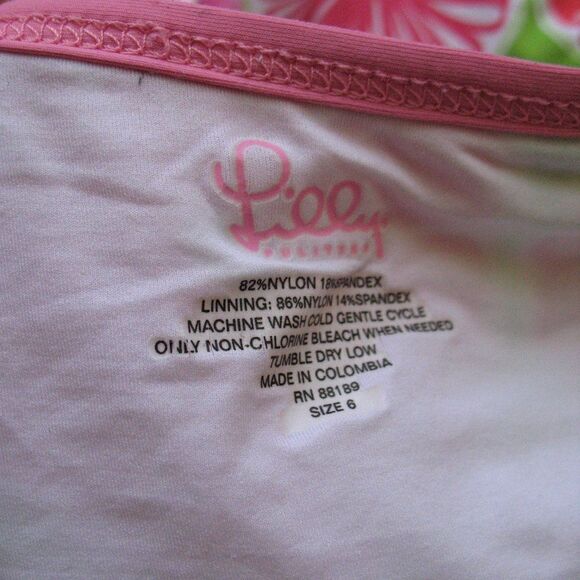 Lilly
PULITZER
82%NYLON 18%SPANDEX
LINNING: 86%NYLON 14%SPANDEX
MACHINE WASH COLD GENTLE CYCLE
ONLY NON-CHLORINE BLEACH WHEN NEEDED
TUMBLE DRY LOW
MADE IN COLOMBIA
RN 88189
SIZE 6